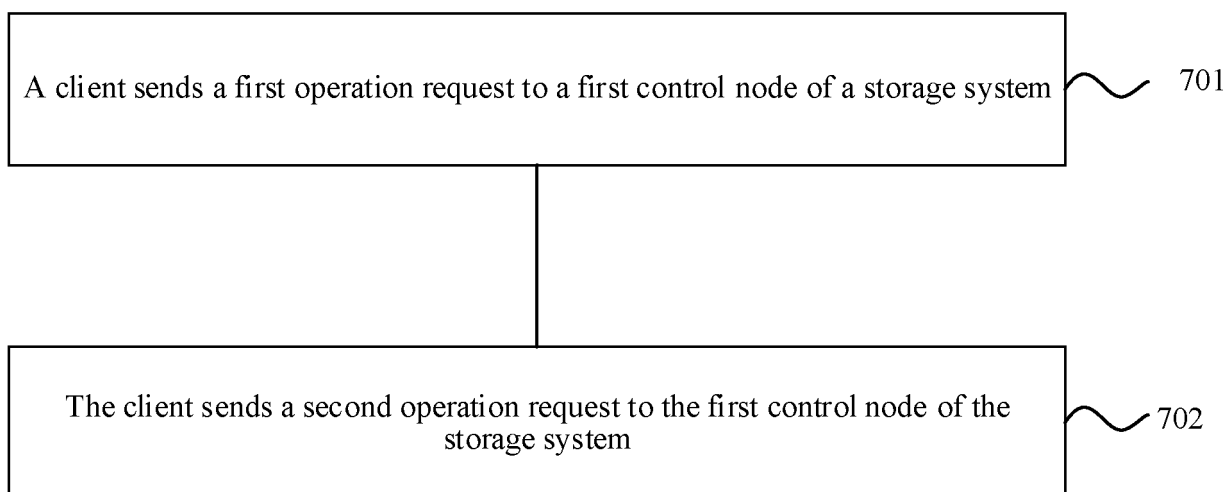 A client sends a first operation request to a first control node of a storage system
701
The client sends a second operation request to the first control node of the
storage system
702